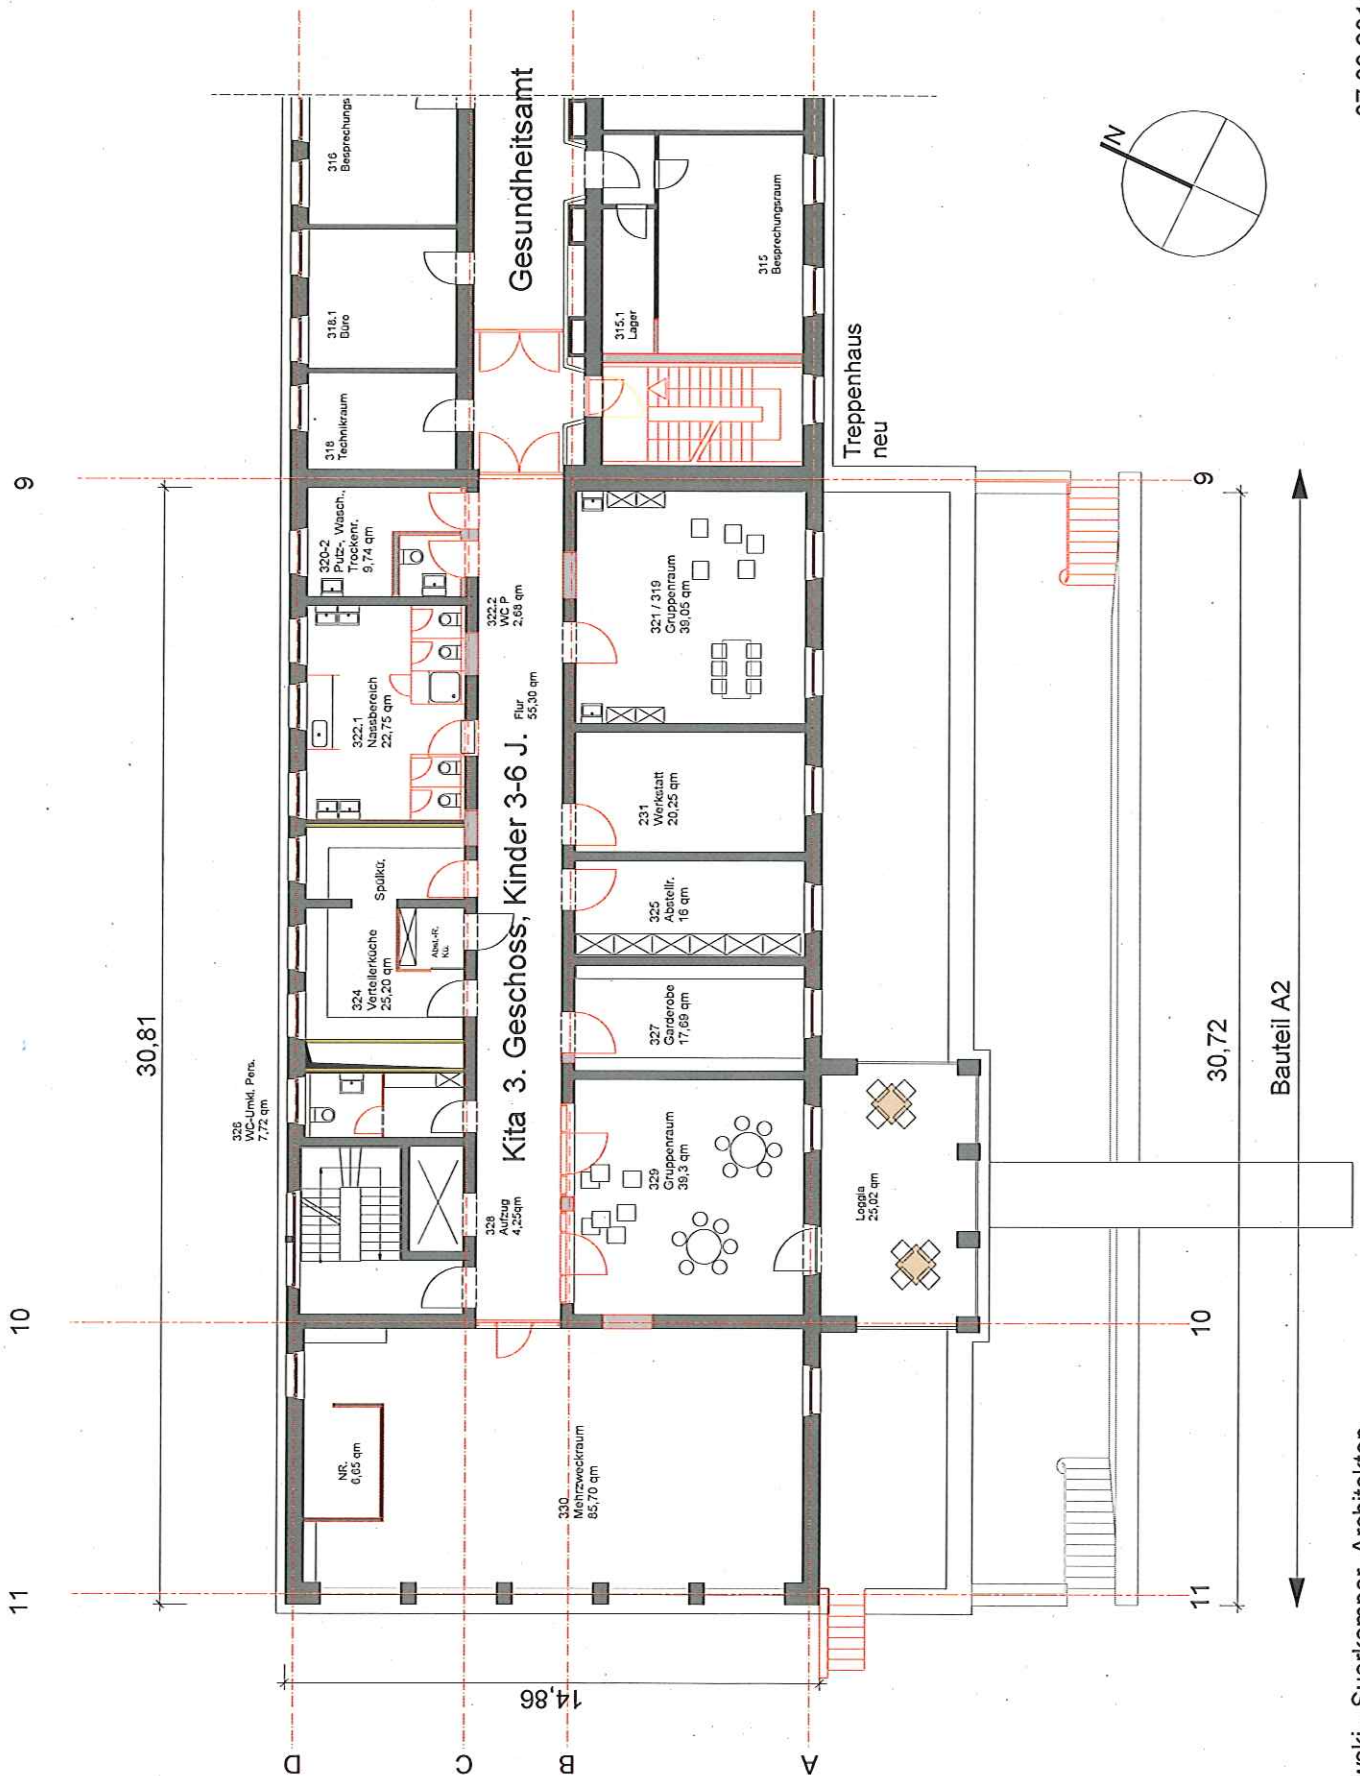 9
10
11
30,81
316
Besprechungs
318.1
Büro
318
Technikraum
320-2
Putz-, Wasch-,
Trockenr.
9,74 qm
322.1
Nassbereich
22,75 qm
Spülkü.
324
Verteilerküche
25,20 qm
Abst.-R.
Kü.
326
WC-Umkl. Pers.
7,72 qm
Gesundheitsamt
322.2
WC P
2,68 qm
Flur
55,30 qm
Kita 3. Geschoss, Kinder 3-6 J.
328
Aufzug
4,25qm
315.1
Lager
315
Besprechungsraum
Treppenhaus
neu
321 / 319
Gruppenraum
39,05 qm
231
Werkstatt
20,25 qm
325
Abstellr.
16 qm
327
Garderobe
17,69 qm
329
Gruppenraum
39,3 qm
Loggia
25,02 qm
NR.
6,65 qm
330
Mehrzweckraum
85,70 qm
14,86
D
C
B
A
N
9
10
11
30,72
Bauteil A2
Suerkemper Architekten